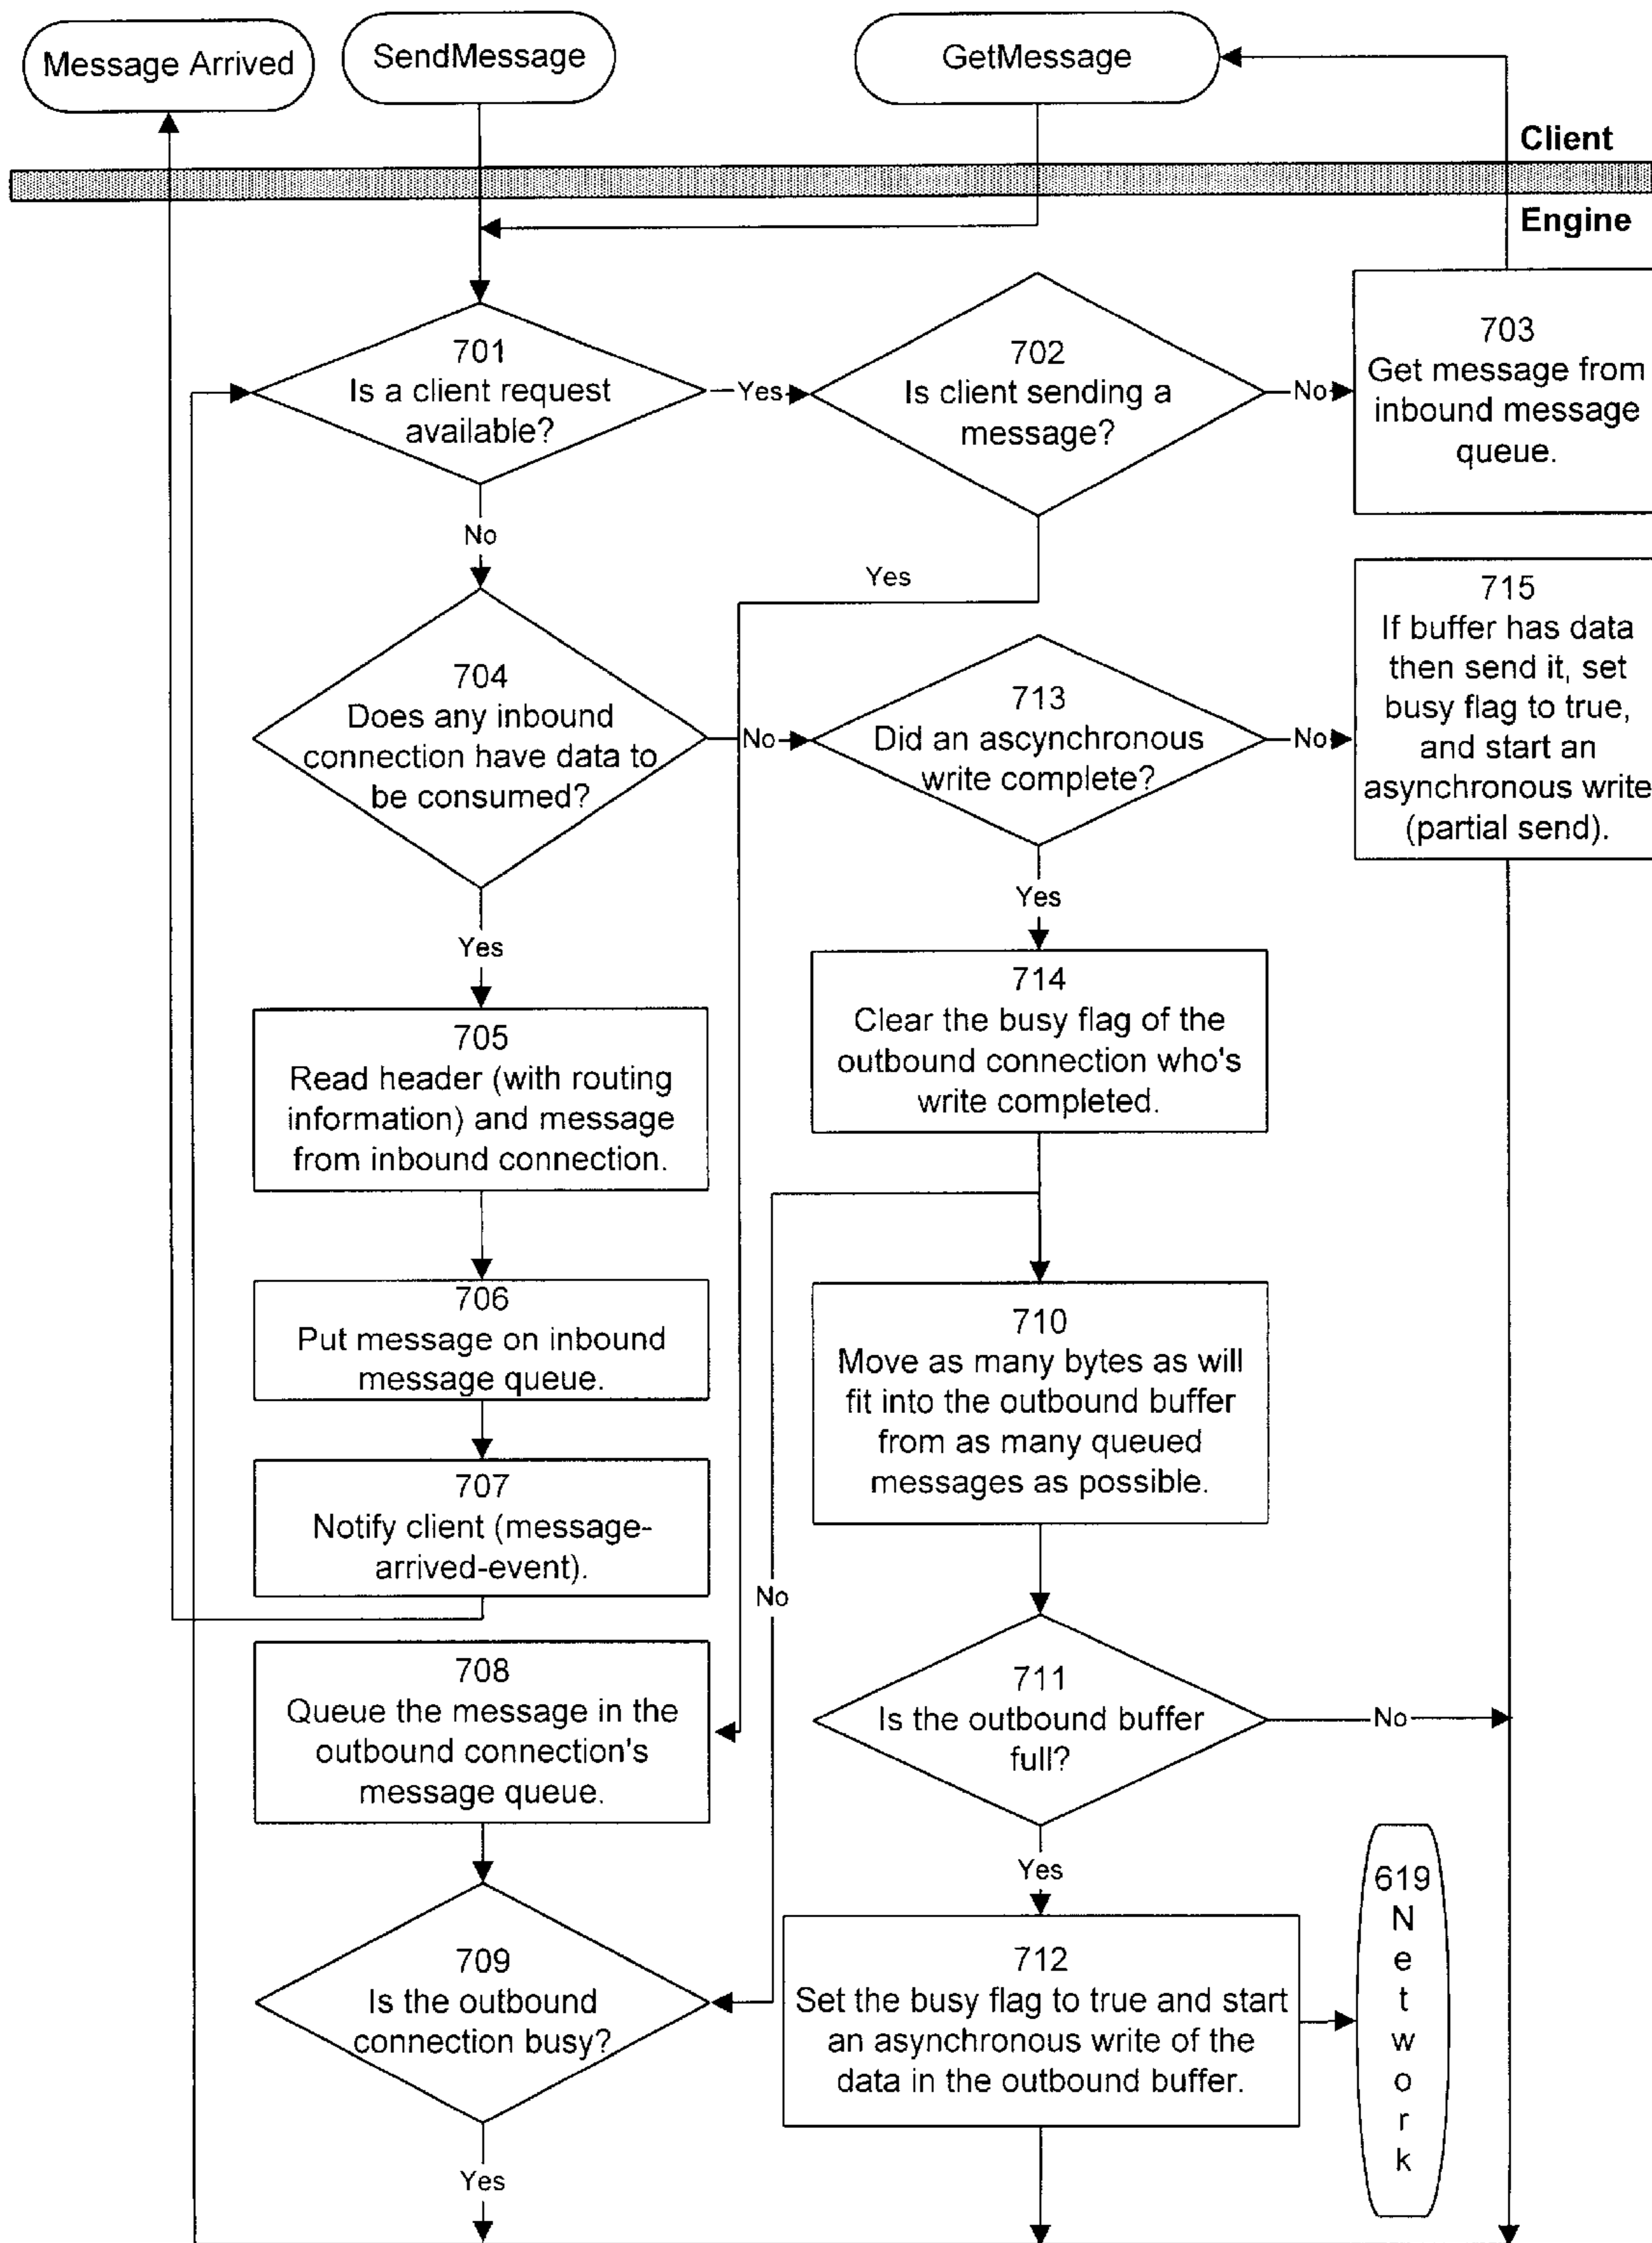 Message Arrived
SendMessage
GetMessage
Client
Engine
701
Is a client request
available?
Yes
702
Is client sending a
message?
No
703
Get message from
inbound message
queue.
No
Yes
704
Does any inbound
connection have data to
be consumed?
No
713
Did an ascynchronous
write complete?
No
715
If buffer has data
then send it, set
busy flag to true,
and start an
asynchronous write
(partial send).
Yes
Yes
705
Read header (with routing
information) and message
from inbound connection.
714
Clear the busy flag of the
outbound connection who's
write completed.
706
Put message on inbound
message queue.
710
Move as many bytes as will
fit into the outbound buffer
from as many queued
messages as possible.
707
Notify client (message-
arrived-event).
No
708
Queue the message in the
outbound connection's
message queue.
711
Is the outbound buffer
full?
No
Yes
709
Is the outbound
connection busy?
712
Set the busy flag to true and start
an asynchronous write of the
data in the outbound buffer.
619
N
e
t
w
o
r
k
Yes